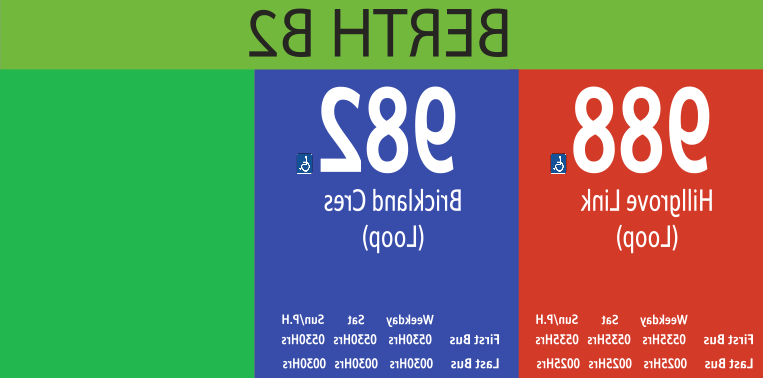 BERTH B2
988
Hillgrove Link
(Loop)
Weekday Sat Sun/P.H
First Bus 0535Hrs 0535Hrs 0535Hrs
Last Bus 0025Hrs 0025Hrs 0025Hrs
982
Brickland Cres
(Loop)
Weekday Sat Sun/P.H
First Bus 0530Hrs 0530Hrs 0530Hrs
Last Bus 0030Hrs 0030Hrs 0030Hrs